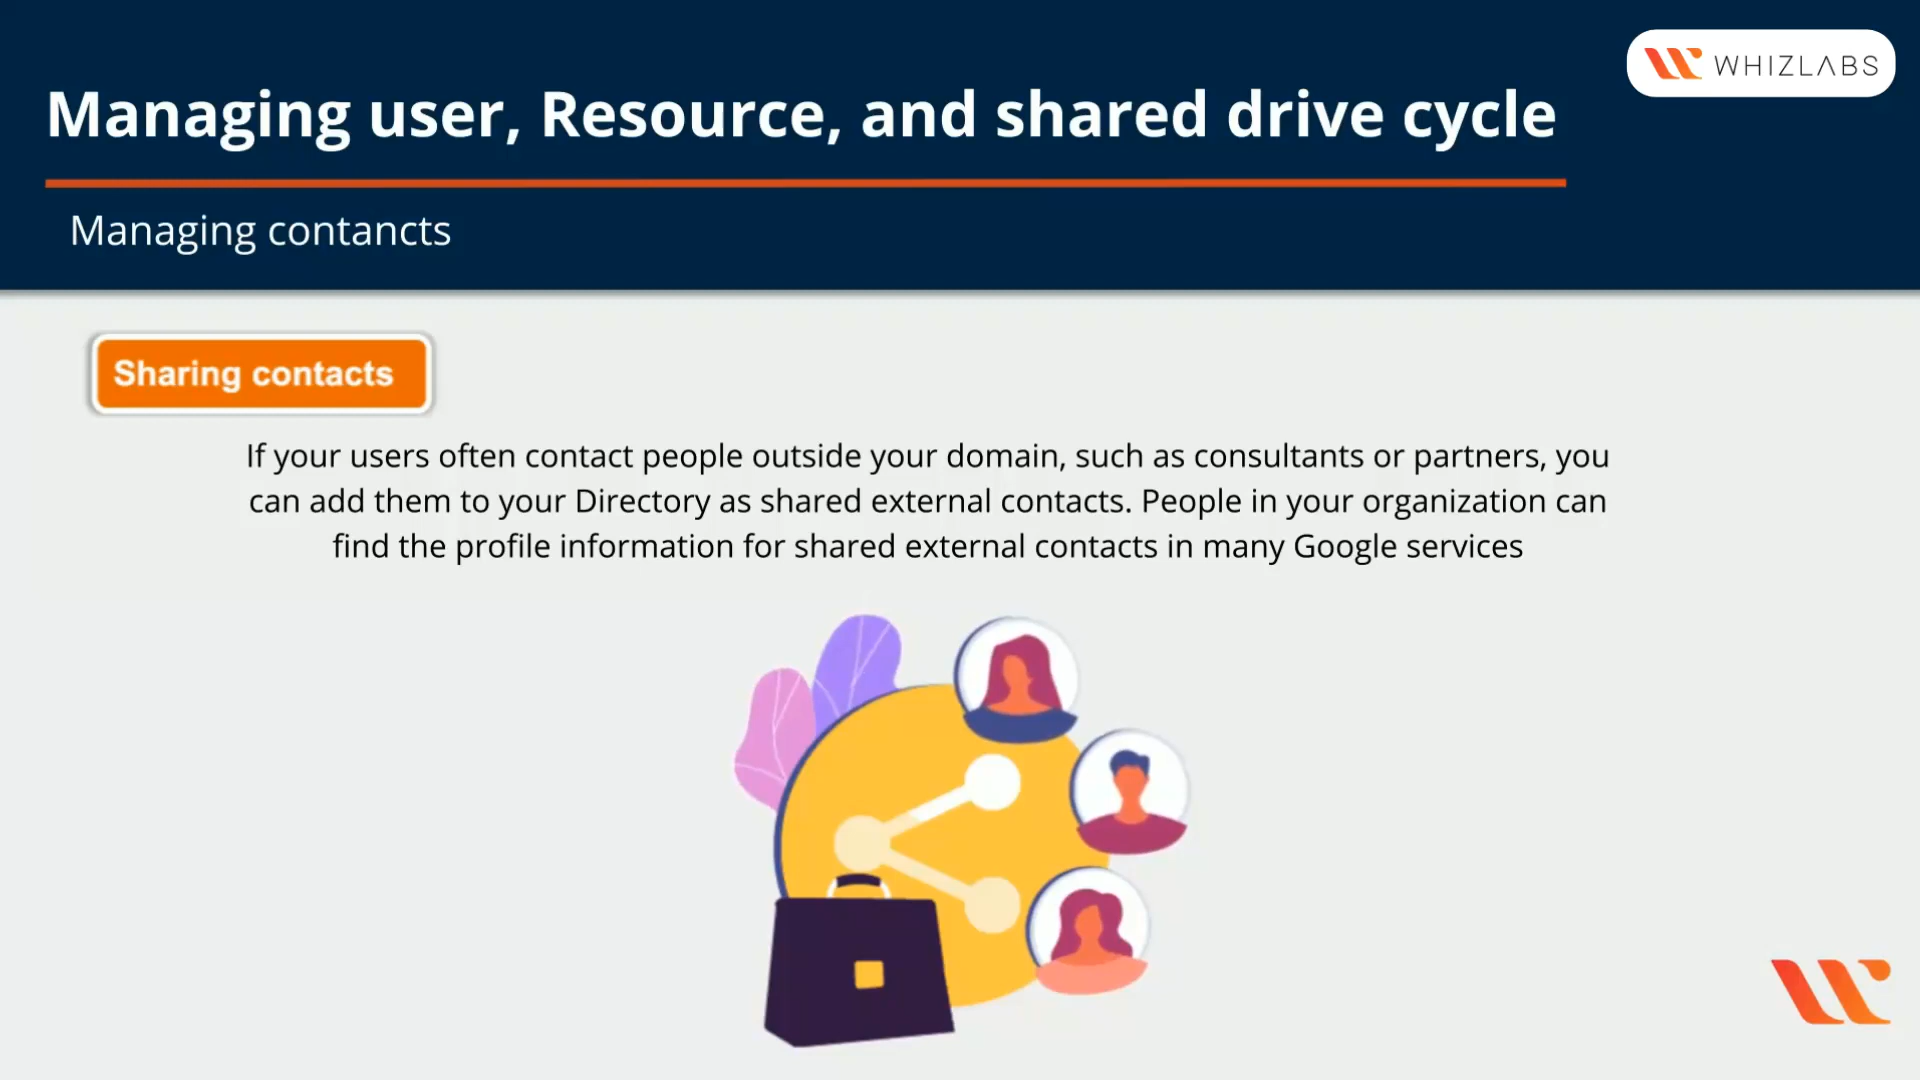 WHIZLABS
Managing user, Resource, and shared drive cycle
Managing contancts
Sharing contacts
If your users often contact people outside your domain, such as consultants or partners, you
can add them to your Directory as shared external contacts. People in your organization can
find the profile information for shared external contacts in many Google services